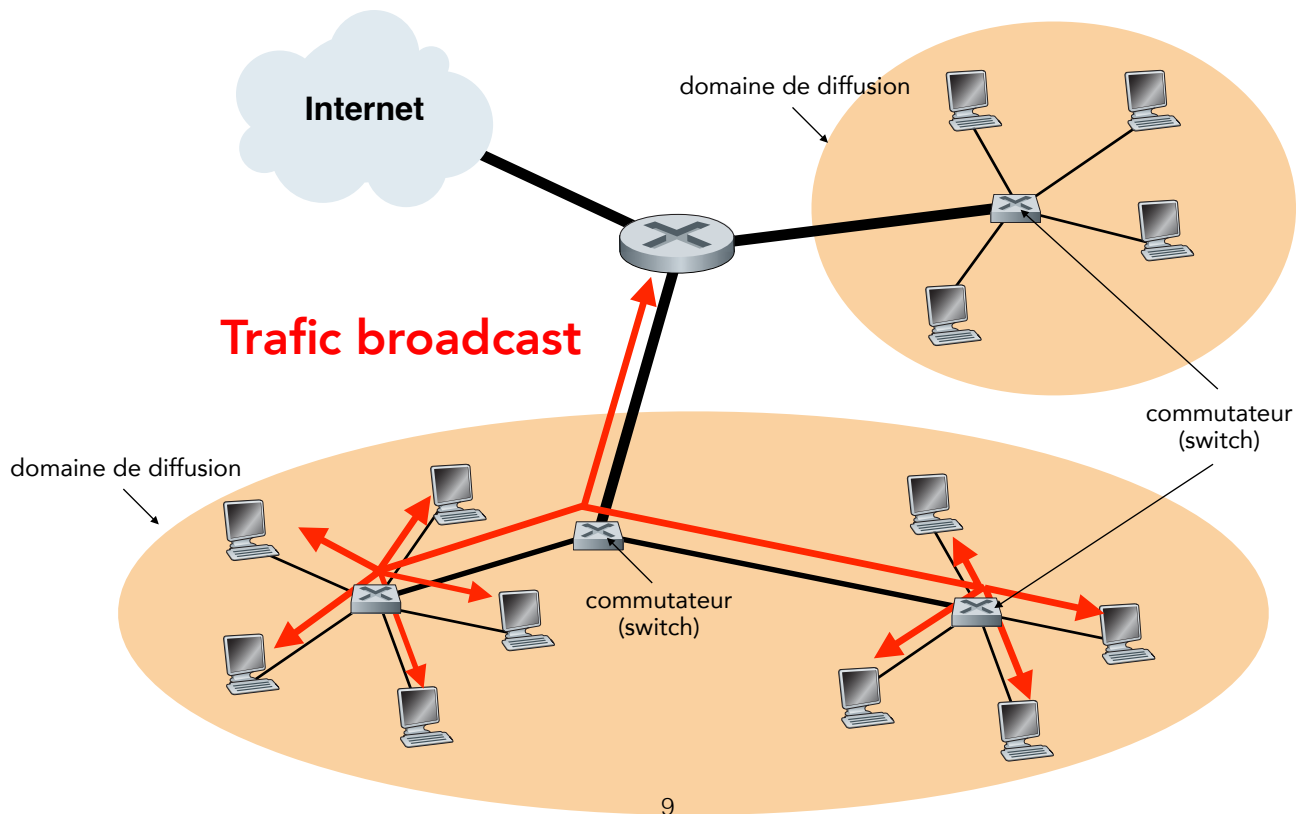 Internet
domaine de diffusion
Trafic broadcast
commutateur
(switch)
domaine de diffusion
commutateur
(switch)
9